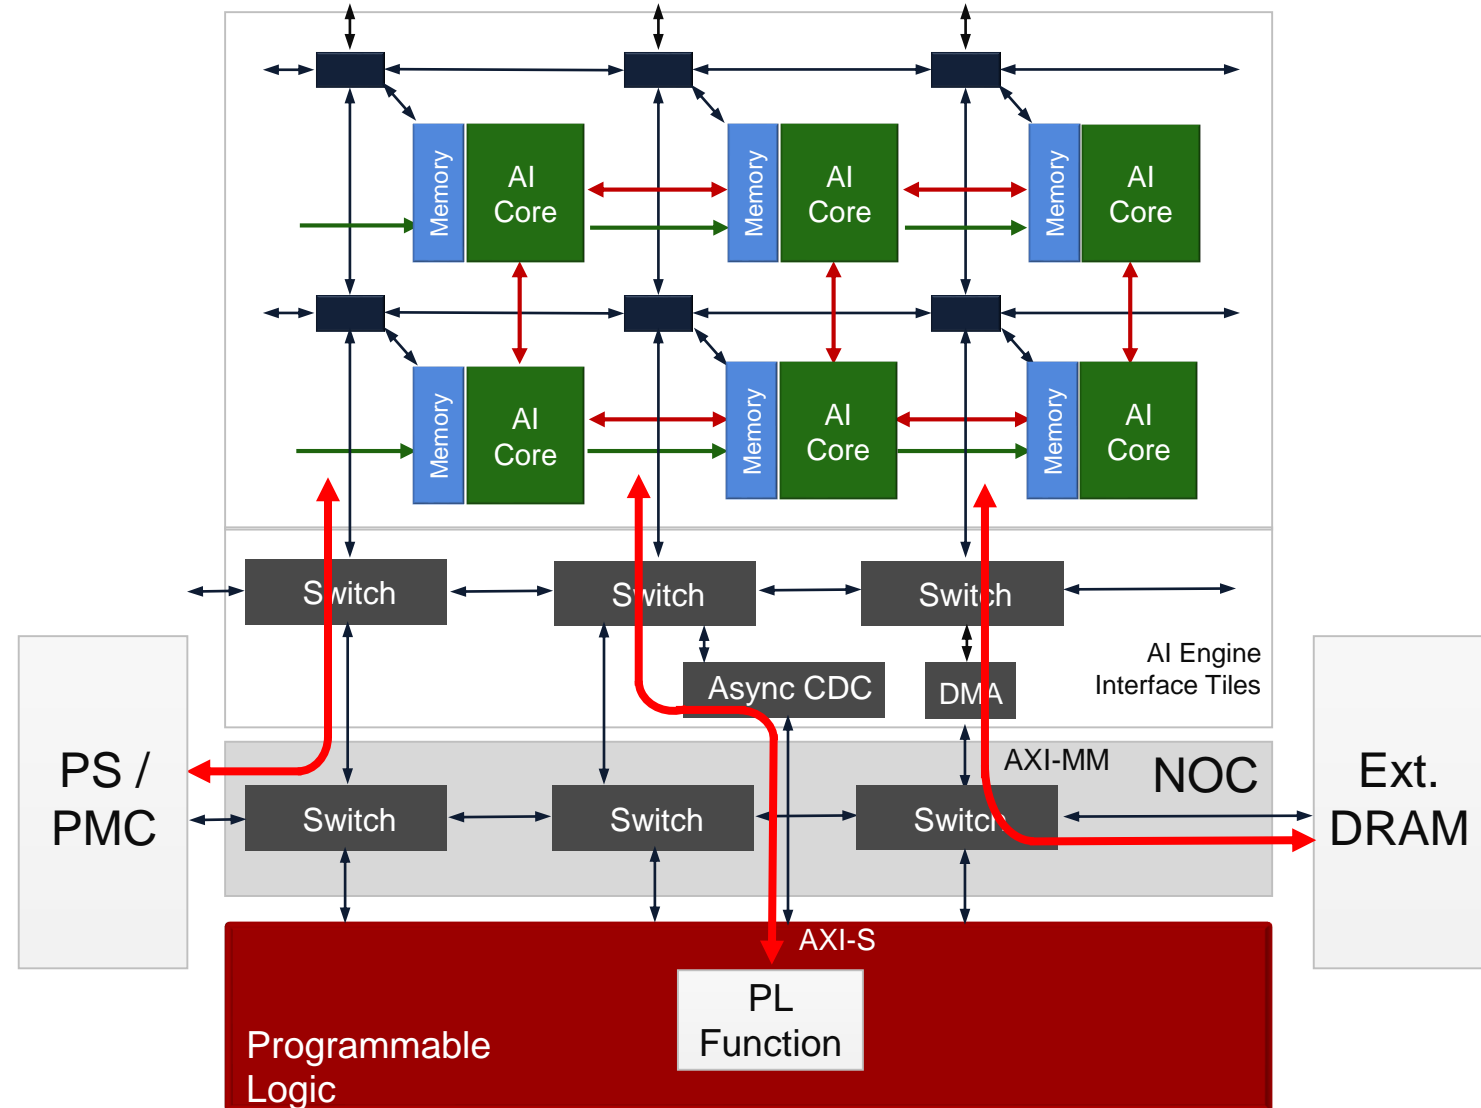 Memory
AI
Core
Memory
AI
Core
Memory
AI
Core
Memory
AI
Core
Memory
AI
Core
Memory
AI
Core
Switch
Switch
Switch
Async CDC
DMA
AI Engine
Interface Tiles
PS /
PMC
AXI-MM
NOC
Ext.
DRAM
Switch
Switch
Switch
AXI-S
PL
Function
Programmable
Logic